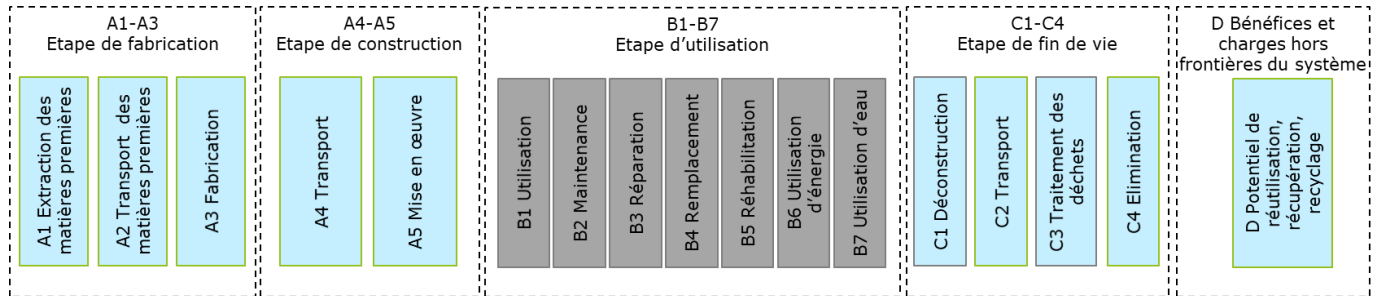 A1-A3
Etape de fabrication
A1 Extraction des
matières premières
A2 Transport des
matières premières
A3 Fabrication
A4-A5
Etape de construction
A4 Transport
A5 Mise en œuvre
B1-B7
Etape d’utilisation
B1 Utilisation
B2 Maintenance
B3 Réparation
B4 Remplacement
B5 Réhabilitation
B6 Utilisation
d’énergie
B7 Utilisation d’eau
C1-C4
Etape de fin de vie
C1 Déconstruction
C2 Transport
C3 Traitement des
déchets
C4 Elimination
D Bénéfices et
charges hors
frontières du système
D Potentiel de
réutilisation,
récupération,
recyclage